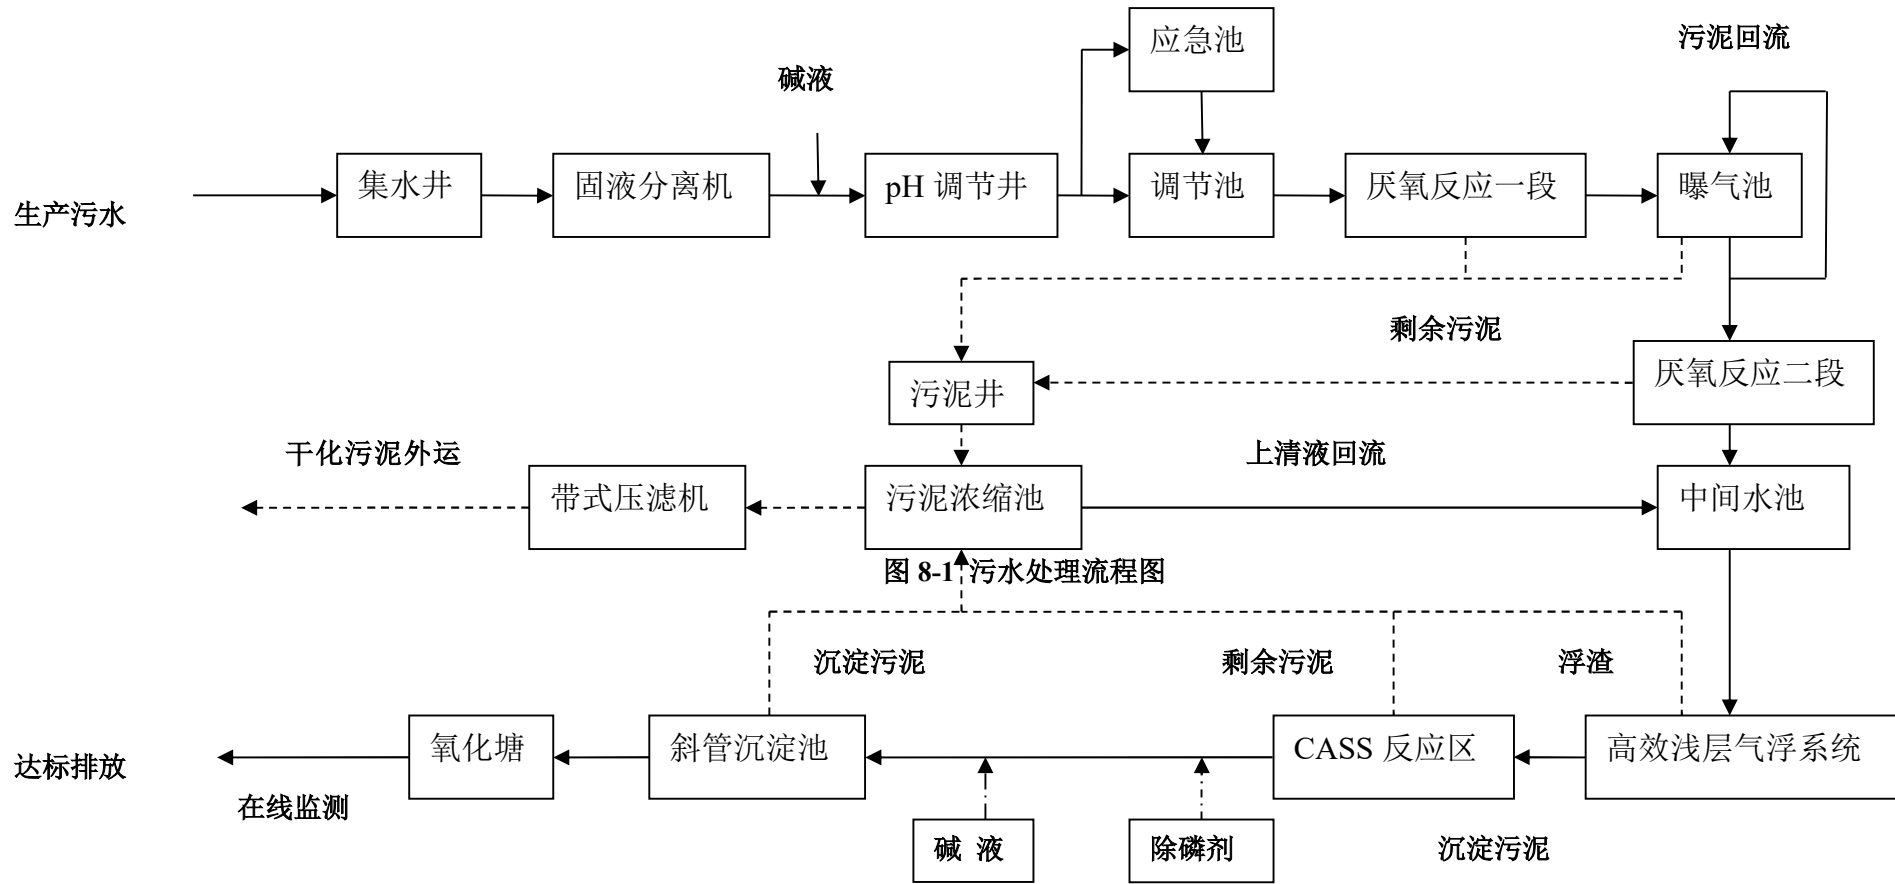 应急池
污泥回流
碱液
集水井
固液分离机
pH 调节井
调节池
厌氧反应一段
曝气池
生产污水
剩余污泥
厌氧反应二段
污泥井
干化污泥外运
上清液回流
带式压滤机
污泥浓缩池
中间水池
图 8-1 污水处理流程图
沉淀污泥
剩余污泥
浮渣
氧化塘
斜管沉淀池
CASS 反应区
高效浅层气浮系统
达标排放
在线监测
碱 液
除磷剂
沉淀污泥